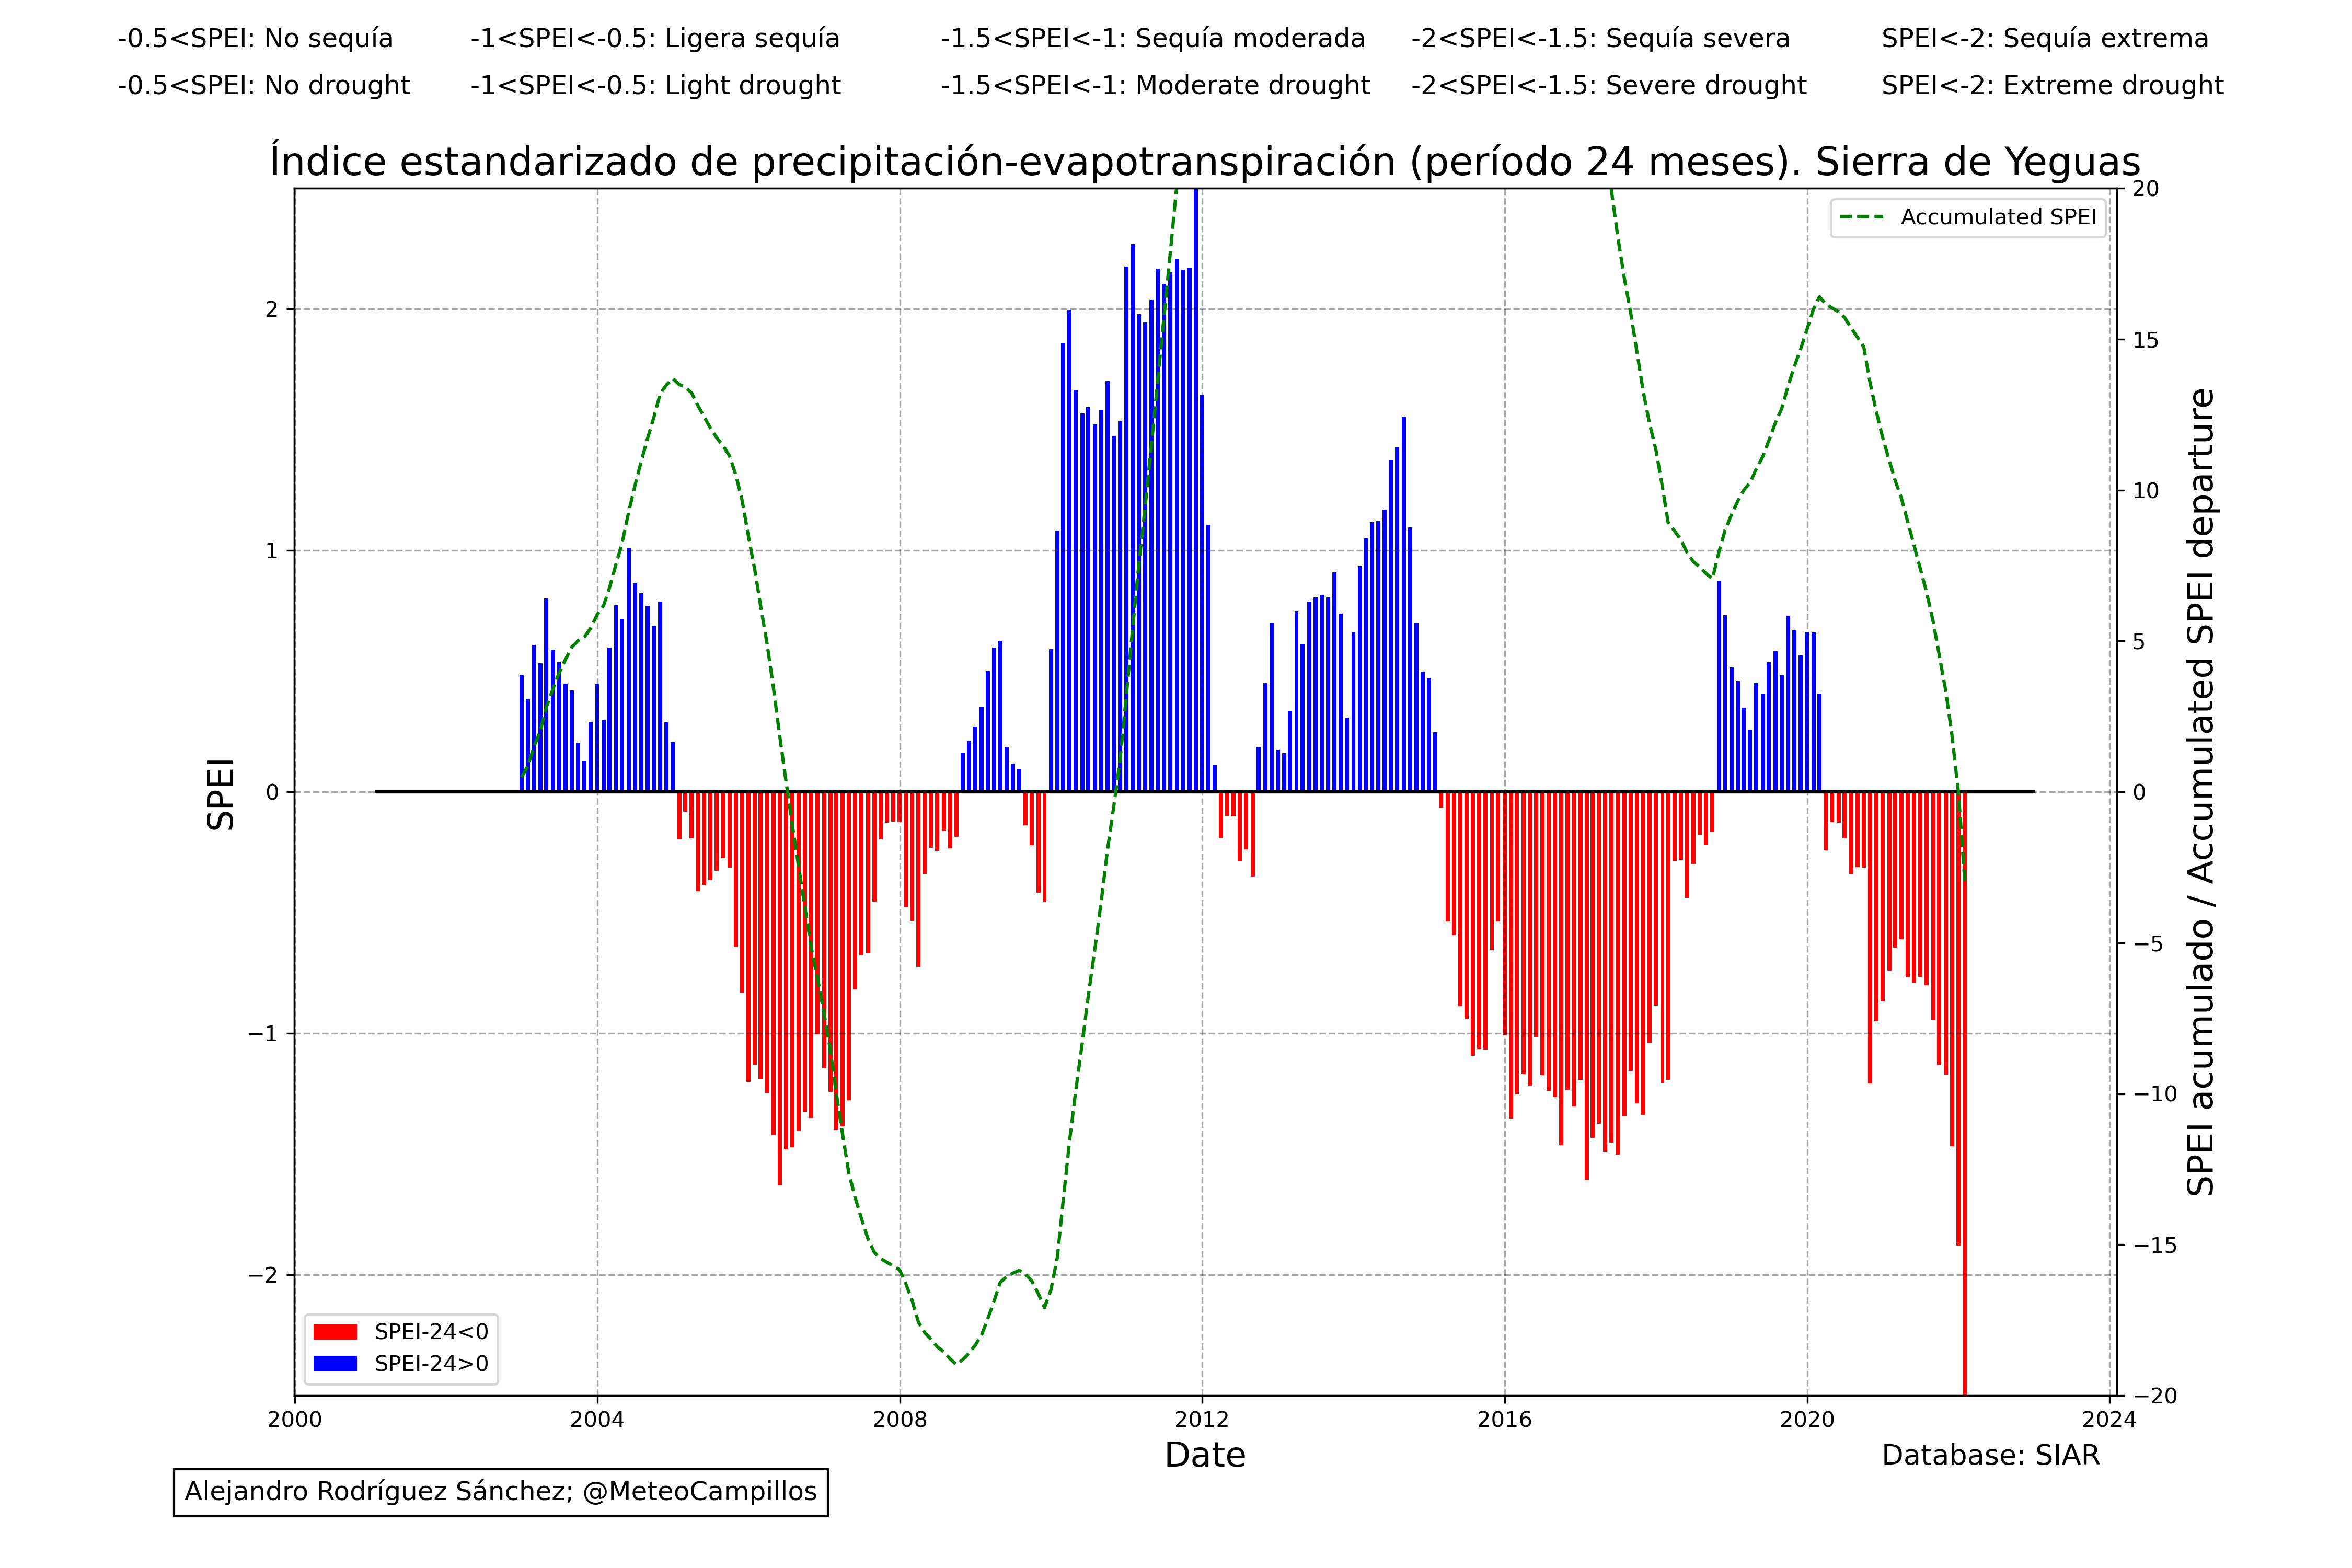 -0.5<SPEI: No sequía -1<SPEI<-0.5: Ligera sequía -1.5<SPEI<-1: Sequía moderada -2<SPEI<-1.5: Sequía severa SPEI<-2: Sequía extrema
-0.5<SPEI: No drought -1<SPEI<-0.5: Light drought -1.5<SPEI<-1: Moderate drought -2<SPEI<-1.5: Severe drought SPEI<-2: Extreme drought
Índice estandarizado de precipitación-evapotranspiración (período 24 meses). Sierra de Yeguas
Accumulated SPEI
2
1
0
−1
−2
SPEI
20
15
10
5
0
−5
−10
−15
−20
SPEI acumulado / Accumulated SPEI departure
SPEI-24<0
SPEI-24>0
2000 2004 2008 2012 2016 2020 2024
Date
Database: SIAR
Alejandro Rodríguez Sánchez; @MeteoCampillos